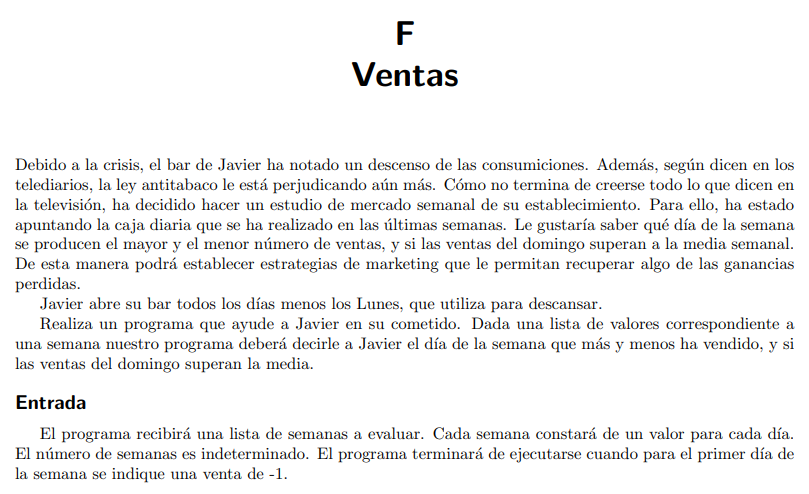 F
Ventas
Debido a la crisis, el bar de Javier ha notado un descenso de las consumiciones. Además, según dicen en los
telediarios, la ley antitabaco le está perjudicando aún más. Cómo no termina de creerse todo lo que dicen en
la televisión, ha decidido hacer un estudio de mercado semanal de su establecimiento. Para ello, ha estado
apuntando la caja diaria que se ha realizado en las últimas semanas. Le gustaría saber qué día de la semana
se producen el mayor y el menor número de ventas, y si las ventas del domingo superan a la media semanal.
De esta manera podrá establecer estrategias de marketing que le permitan recuperar algo de las ganancias
perdidas.
Javier abre su bar todos los días menos los Lunes, que utiliza para descansar.
Realiza un programa que ayude a Javier en su cometido. Dada una lista de valores correspondiente a
una semana nuestro programa deberá decirle a Javier el día de la semana que más y menos ha vendido, y si
las ventas del domingo superan la media.
Entrada
El programa recibirá una lista de semanas a evaluar. Cada semana constará de un valor para cada día.
El número de semanas es indeterminado. El programa terminará de ejecutarse cuando para el primer día de
la semana se indique una venta de -1.